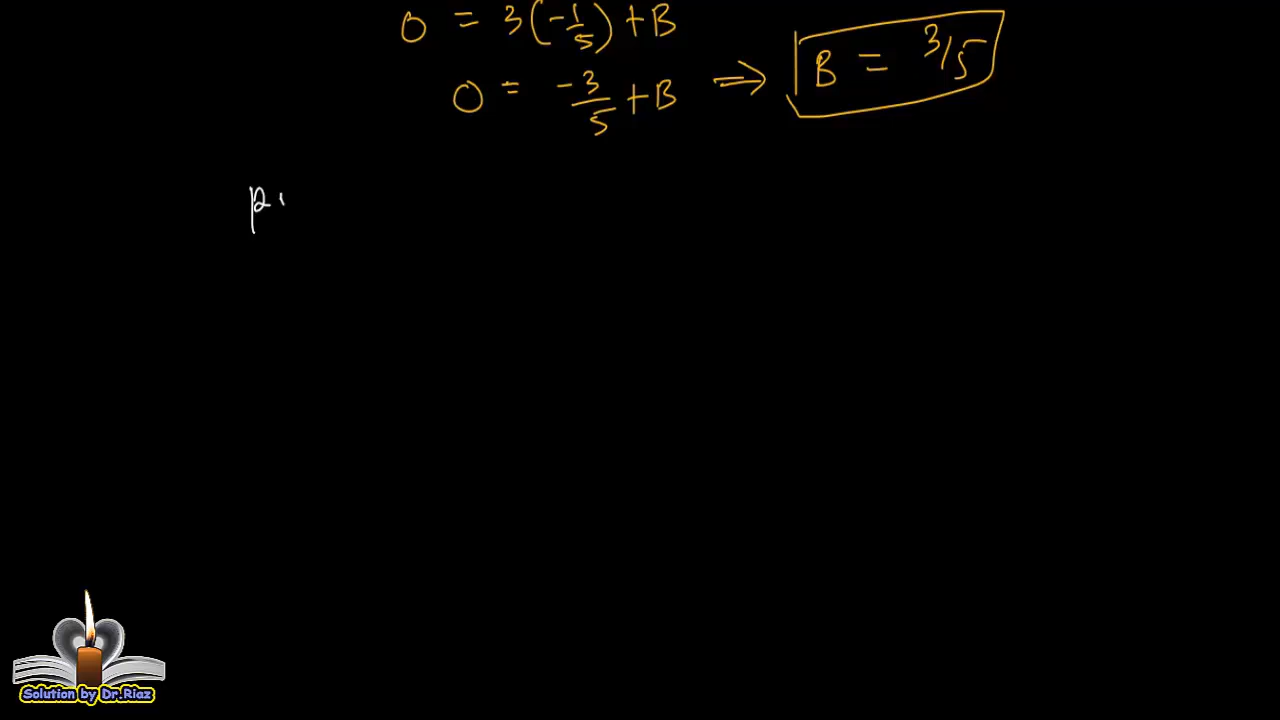 0 = 3(-1/5) + B
0 = -3/5 + B ⇒ B = 3/5
Solution by Dr.Riaz